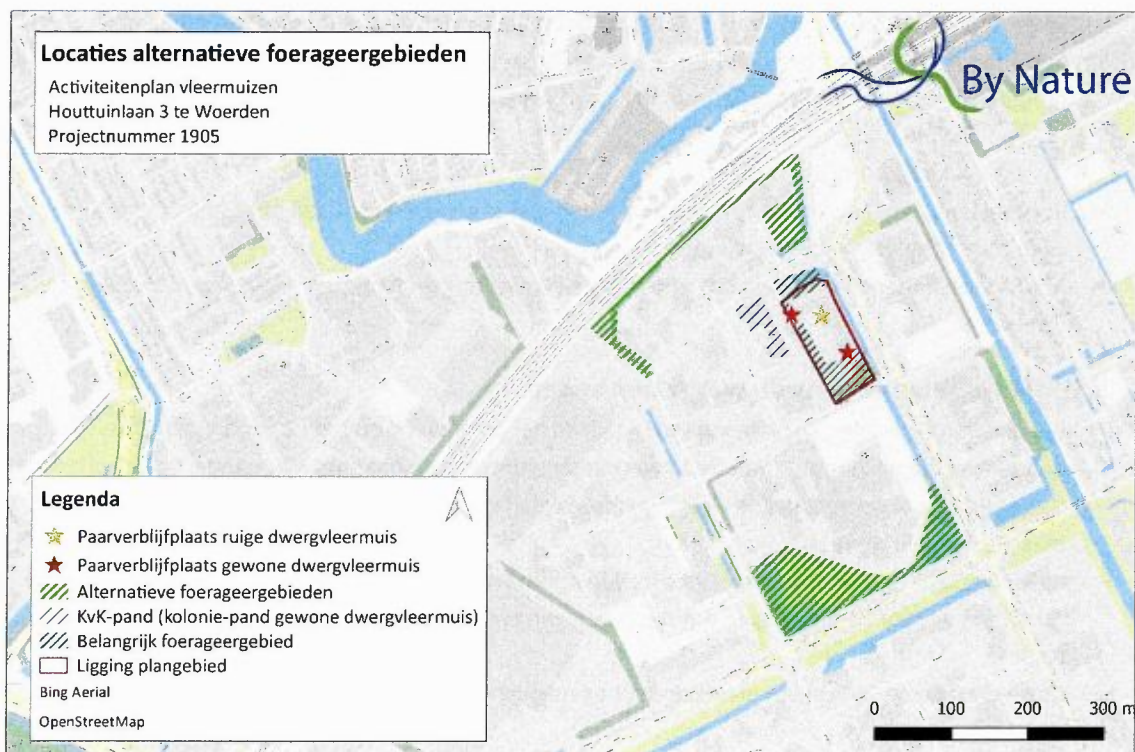 Locaties alternatieve foerageergebieden
Activiteitenplan vleermuizen
Houttuinlaan 3 te Woerden
Projectnummer 1905
By Nature
Legenda
Paarverblijfplaats ruige dwergvleermuis
Paarverblijfplaats gewone dwergvleermuis
Alternatieve foerageergebieden
KvK-pand (kolonie-pand gewone dwergvleermuis)
Belangrijk foerageergebied
Ligging plangebied
Bing Aerial
OpenStreetMap
0 100 200 300 m